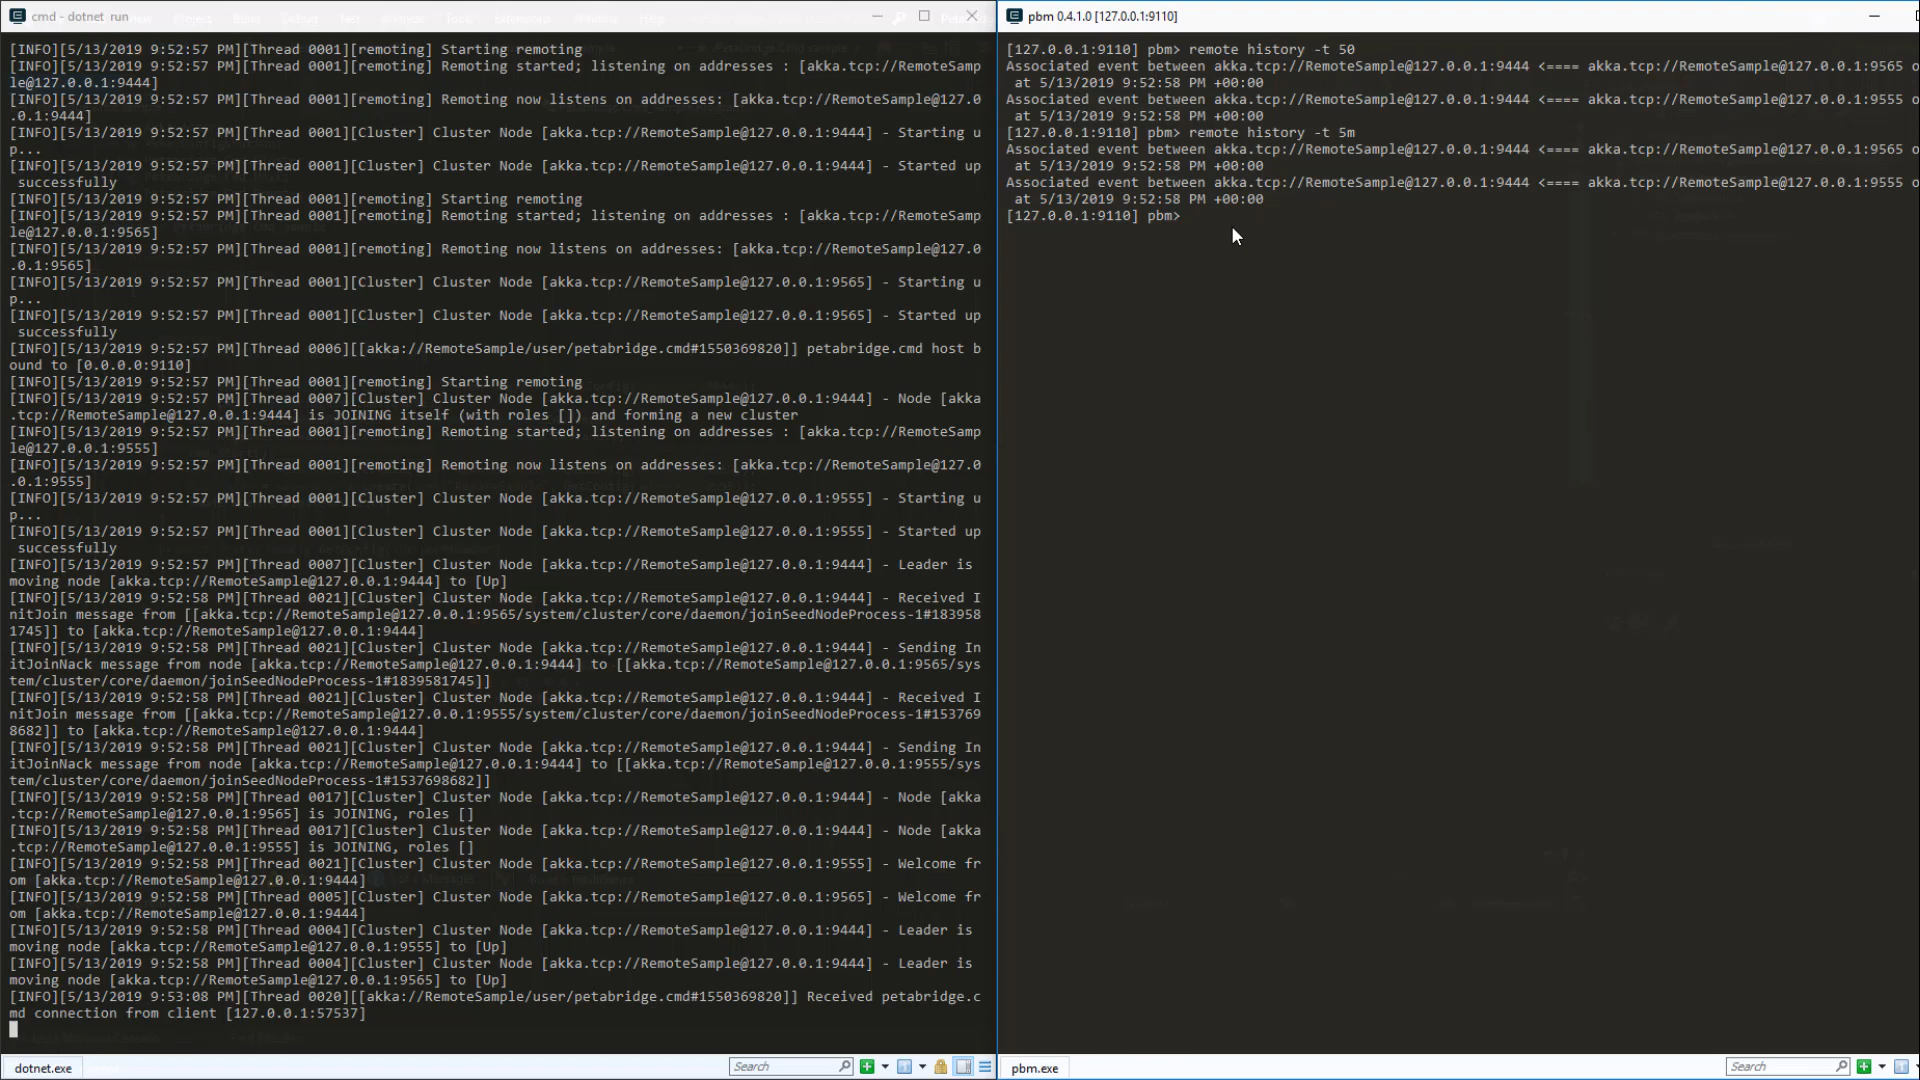 cmd - dotnet run
[INFO][5/13/2019 9:52:57 PM][Thread 0001][remoting] Starting remoting
[INFO][5/13/2019 9:52:57 PM][Thread 0001][remoting] Remoting started; listening on addresses : [akka.tcp://RemoteSamp
le@127.0.0.1:9444]
[INFO][5/13/2019 9:52:57 PM][Thread 0001][remoting] Remoting now listens on addresses: [akka.tcp://RemoteSample@127.0
.0.1:9444]
[INFO][5/13/2019 9:52:57 PM][Thread 0001][Cluster] Cluster Node [akka.tcp://RemoteSample@127.0.0.1:9444] - Starting u
p...
[INFO][5/13/2019 9:52:57 PM][Thread 0001][Cluster] Cluster Node [akka.tcp://RemoteSample@127.0.0.1:9444] - Started up
successfully
[INFO][5/13/2019 9:52:57 PM][Thread 0001][remoting] Starting remoting
[INFO][5/13/2019 9:52:57 PM][Thread 0001][remoting] Remoting started; listening on addresses : [akka.tcp://RemoteSamp
le@127.0.0.1:9565]
[INFO][5/13/2019 9:52:57 PM][Thread 0001][remoting] Remoting now listens on addresses: [akka.tcp://RemoteSample@127.0
.0.1:9565]
[INFO][5/13/2019 9:52:57 PM][Thread 0001][Cluster] Cluster Node [akka.tcp://RemoteSample@127.0.0.1:9565] - Starting u
p...
[INFO][5/13/2019 9:52:57 PM][Thread 0001][Cluster] Cluster Node [akka.tcp://RemoteSample@127.0.0.1:9565] - Started up
successfully
[INFO][5/13/2019 9:52:57 PM][Thread 0006][[akka://RemoteSample/user/petabridge.cmd#1550369820]] petabridge.cmd host b
ound to [0.0.0.0:9110]
[INFO][5/13/2019 9:52:57 PM][Thread 0001][remoting] Starting remoting
[INFO][5/13/2019 9:52:57 PM][Thread 0007][Cluster] Cluster Node [akka.tcp://RemoteSample@127.0.0.1:9444] - Node [akka
.tcp://RemoteSample@127.0.0.1:9444] is JOINING itself (with roles []) and forming a new cluster
[INFO][5/13/2019 9:52:57 PM][Thread 0001][remoting] Remoting started; listening on addresses : [akka.tcp://RemoteSamp
le@127.0.0.1:9555]
[INFO][5/13/2019 9:52:57 PM][Thread 0001][remoting] Remoting now listens on addresses: [akka.tcp://RemoteSample@127.0
.0.1:9555]
[INFO][5/13/2019 9:52:57 PM][Thread 0001][Cluster] Cluster Node [akka.tcp://RemoteSample@127.0.0.1:9555] - Starting u
p...
[INFO][5/13/2019 9:52:57 PM][Thread 0001][Cluster] Cluster Node [akka.tcp://RemoteSample@127.0.0.1:9555] - Started up
successfully
[INFO][5/13/2019 9:52:57 PM][Thread 0007][Cluster] Cluster Node [akka.tcp://RemoteSample@127.0.0.1:9444] - Leader is
moving node [akka.tcp://RemoteSample@127.0.0.1:9444] to [Up]
[INFO][5/13/2019 9:52:58 PM][Thread 0021][Cluster] Cluster Node [akka.tcp://RemoteSample@127.0.0.1:9444] - Received I
nitJoin message from [[akka.tcp://RemoteSample@127.0.0.1:9565/system/cluster/core/daemon/joinSeedNodeProcess-1#183958
1745]] to [akka.tcp://RemoteSample@127.0.0.1:9444]
[INFO][5/13/2019 9:52:58 PM][Thread 0021][Cluster] Cluster Node [akka.tcp://RemoteSample@127.0.0.1:9444] - Sending In
itJoinNack message from node [akka.tcp://RemoteSample@127.0.0.1:9444] to [[akka.tcp://RemoteSample@127.0.0.1:9565/sys
tem/cluster/core/daemon/joinSeedNodeProcess-1#1839581745]]
[INFO][5/13/2019 9:52:58 PM][Thread 0021][Cluster] Cluster Node [akka.tcp://RemoteSample@127.0.0.1:9444] - Received I
nitJoin message from [[akka.tcp://RemoteSample@127.0.0.1:9555/system/cluster/core/daemon/joinSeedNodeProcess-1#153769
8682]] to [akka.tcp://RemoteSample@127.0.0.1:9444]
[INFO][5/13/2019 9:52:58 PM][Thread 0021][Cluster] Cluster Node [akka.tcp://RemoteSample@127.0.0.1:9444] - Sending In
itJoinNack message from node [akka.tcp://RemoteSample@127.0.0.1:9444] to [[akka.tcp://RemoteSample@127.0.0.1:9555/sys
tem/cluster/core/daemon/joinSeedNodeProcess-1#1537698682]]
[INFO][5/13/2019 9:52:58 PM][Thread 0017][Cluster] Cluster Node [akka.tcp://RemoteSample@127.0.0.1:9444] - Node [akka
.tcp://RemoteSample@127.0.0.1:9565] is JOINING, roles []
[INFO][5/13/2019 9:52:58 PM][Thread 0017][Cluster] Cluster Node [akka.tcp://RemoteSample@127.0.0.1:9444] - Node [akka
.tcp://RemoteSample@127.0.0.1:9555] is JOINING, roles []
[INFO][5/13/2019 9:52:58 PM][Thread 0021][Cluster] Cluster Node [akka.tcp://RemoteSample@127.0.0.1:9555] - Welcome fr
om [akka.tcp://RemoteSample@127.0.0.1:9444]
[INFO][5/13/2019 9:52:58 PM][Thread 0005][Cluster] Cluster Node [akka.tcp://RemoteSample@127.0.0.1:9565] - Welcome fr
om [akka.tcp://RemoteSample@127.0.0.1:9444]
[INFO][5/13/2019 9:52:58 PM][Thread 0004][Cluster] Cluster Node [akka.tcp://RemoteSample@127.0.0.1:9444] - Leader is
moving node [akka.tcp://RemoteSample@127.0.0.1:9555] to [Up]
[INFO][5/13/2019 9:52:58 PM][Thread 0004][Cluster] Cluster Node [akka.tcp://RemoteSample@127.0.0.1:9444] - Leader is
moving node [akka.tcp://RemoteSample@127.0.0.1:9565] to [Up]
[INFO][5/13/2019 9:53:08 PM][Thread 0020][[akka://RemoteSample/user/petabridge.cmd#1550369820]] Received petabridge.c
md connection from client [127.0.0.1:57537]
dotnet.exe
Search
pbm 0.4.1.0 [127.0.0.1:9110]
[127.0.0.1:9110] pbm> remote history -t 50
Associated event between akka.tcp://RemoteSample@127.0.0.1:9444 <==== akka.tcp://RemoteSample@127.0.0.1:9565 o
at 5/13/2019 9:52:58 PM +00:00
Associated event between akka.tcp://RemoteSample@127.0.0.1:9444 <==== akka.tcp://RemoteSample@127.0.0.1:9555 o
at 5/13/2019 9:52:58 PM +00:00
[127.0.0.1:9110] pbm> remote history -t 5m
Associated event between akka.tcp://RemoteSample@127.0.0.1:9444 <==== akka.tcp://RemoteSample@127.0.0.1:9565 o
at 5/13/2019 9:52:58 PM +00:00
Associated event between akka.tcp://RemoteSample@127.0.0.1:9444 <==== akka.tcp://RemoteSample@127.0.0.1:9555 o
at 5/13/2019 9:52:58 PM +00:00
[127.0.0.1:9110] pbm>
pbm.exe
Search